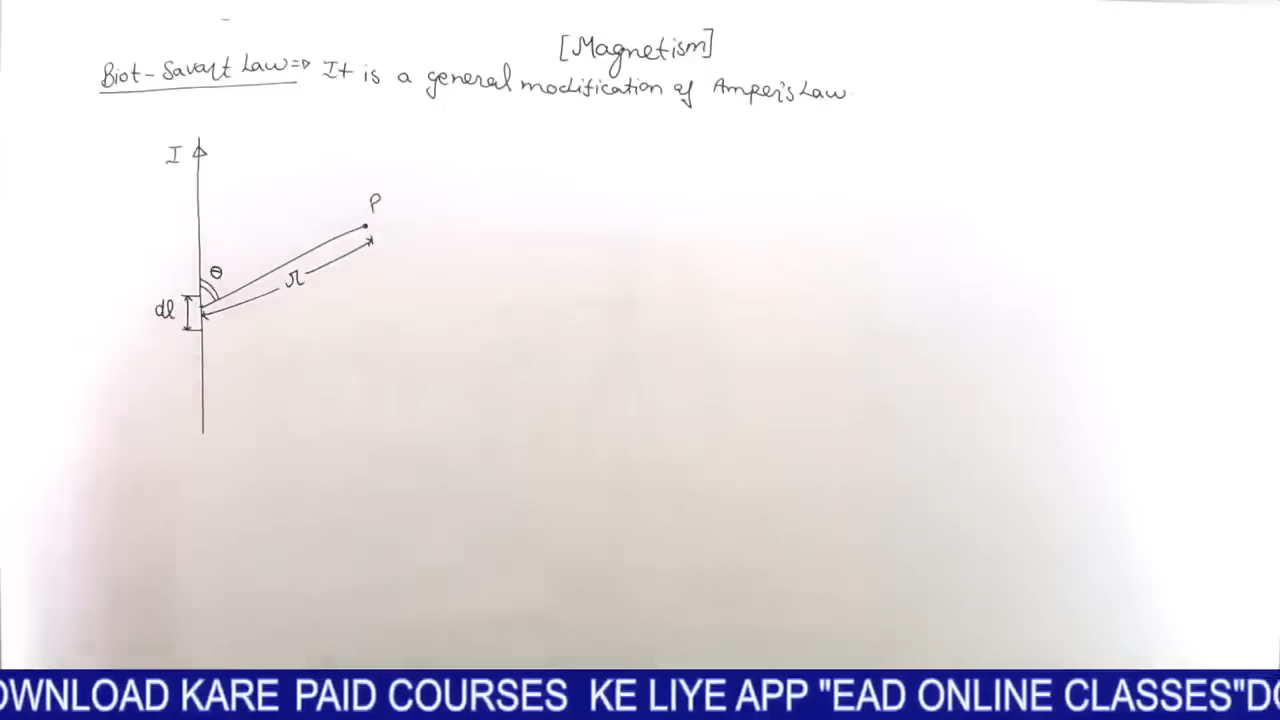 [Magnetism]
Biot-Savart Law=> It is a general modification of Amper's Law
I
P
θ
r
dl
OWNLOAD KARE PAID COURSES KE LIYE APP "EAD ONLINE CLASSES"DO